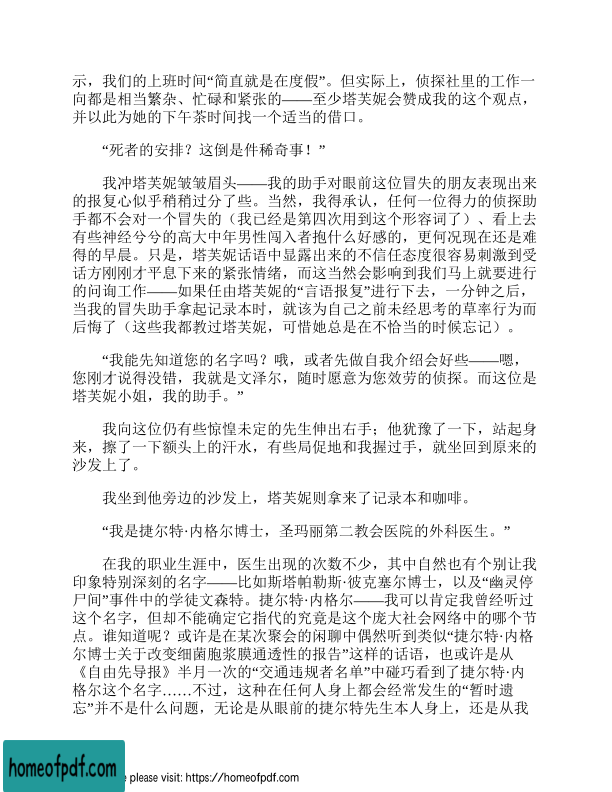 示，我们的上班时间“简直就是在度假”。但实际上，侦探社里的工作一
向都是相当繁杂、忙碌和紧张的——至少塔芙妮会赞成我的这个观点，
并以此为她的下午茶时间找一个适当的借口。
“死者的安排？这倒是件稀奇事！”
我冲塔芙妮皱皱眉头——我的助手对眼前这位冒失的朋友表现出来
的报复心似乎稍稍过分了些。当然，我得承认，任何一位得力的侦探助
手都不会对一个冒失的（我已经是第四次用到这个形容词了）、看上去
有些神经兮兮的高大中年男性闯入者抱什么好感的，更何况现在还是难
得的早晨。只是，塔芙妮话语中显露出来的不信任态度很容易刺激到受
话方刚刚才平息下来的紧张情绪，而这当然会影响到我们马上就要进行
的问询工作——如果任由塔芙妮的“言语报复”进行下去，一分钟之后，
当我的冒失助手拿起记录本时，就该为自己之前未经思考的草率行为而
后悔了（这些我都教过塔芙妮，可惜她总是在不恰当的时候忘记）。
“我能先知道您的名字吗？哦，或者先做自我介绍会好些——嗯，
您刚才说得没错，我就是文泽尔，随时愿意为您效劳的侦探。而这位是
塔芙妮小姐，我的助手。”
我向这位仍有些惊惶未定的先生伸出右手；他犹豫了一下，站起身
来，擦了一下额头上的汗水，有些局促地和我握过手，就坐回到原来的
沙发上了。
我坐到他旁边的沙发上，塔芙妮则拿来了记录本和咖啡。
“我是捷尔特·内格尔博士，圣玛丽第二教会医院的外科医生。”
在我的职业生涯中，医生出现的次数不少，其中自然也有个别让我
印象特别深刻的名字——比如斯塔帕勒斯·彼克塞尔博士，以及“幽灵停
尸间”事件中的学徒文森特。捷尔特·内格尔——我可以肯定我曾经听过
这个名字，但却不能确定它指代的究竟是这个庞大社会网络中的哪个节
点。谁知道呢？或许是在某次聚会的闲聊中偶然听到类似“捷尔特·内格
尔博士关于改变细菌胞浆膜通透性的报告”这样的话语，也或许是从
《自由先导报》半月一次的“交通违规者名单”中碰巧看到了捷尔特·内
格尔这个名字……不过，这种在任何人身上都会经常发生的“暂时遗
忘”并不是什么问题，无论是从眼前的捷尔特先生本人身上，还是从我
homeofpdf.com
e please visit: https://homeofpdf.com